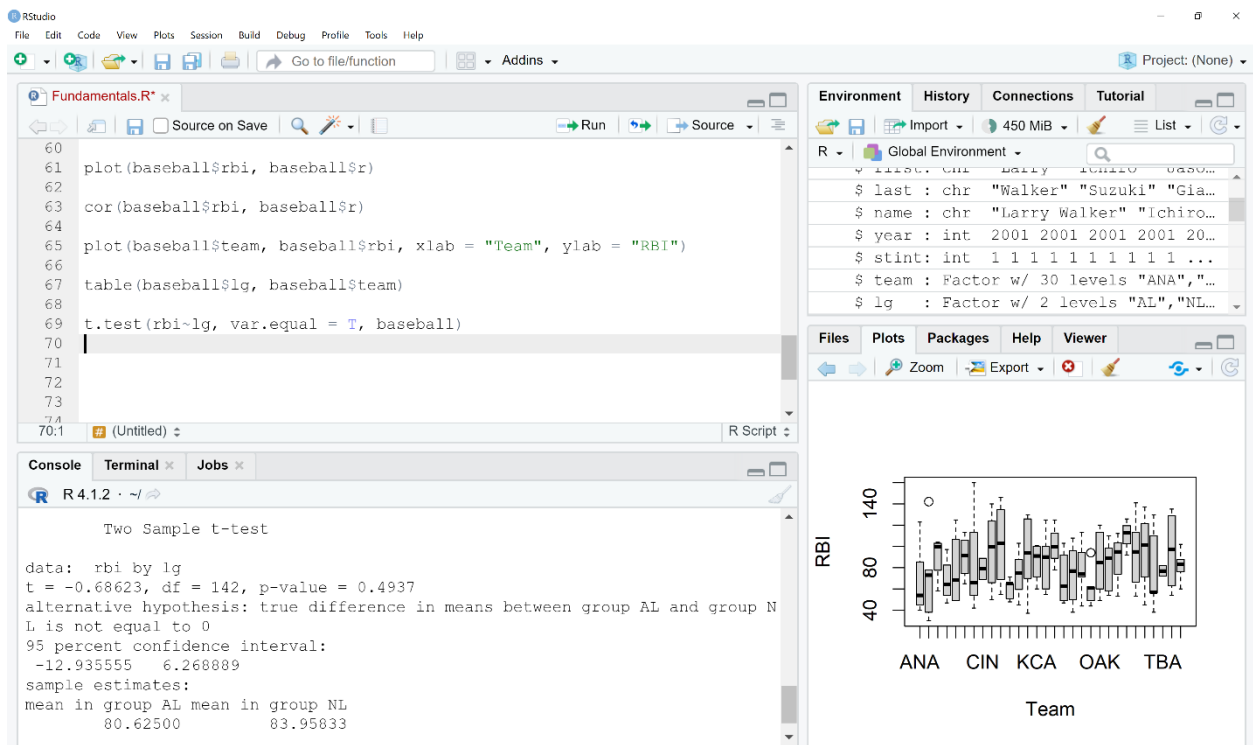 RStudio
File Edit Code View Plots Session Build Debug Profile Tools Help
Go to file/function Addins Project: (None)
Fundamentals.R*
Source on Save Run Source
60
61 plot(baseball$rbi, baseball$r)
62
63 cor(baseball$rbi, baseball$r)
64
65 plot(baseball$team, baseball$rbi, xlab = "Team", ylab = "RBI")
66
67 table(baseball$lg, baseball$team)
68
69 t.test(rbi~lg, var.equal = T, baseball)
70
71
72
73
74
70:1 (Untitled) R Script
Console Terminal Jobs
R 4.1.2 · ~/
Two Sample t-test
data: rbi by lg
t = -0.68623, df = 142, p-value = 0.4937
alternative hypothesis: true difference in means between group AL and group N
L is not equal to 0
95 percent confidence interval:
-12.935555 6.268889
sample estimates:
mean in group AL mean in group NL
80.62500 83.95833
Environment History Connections Tutorial
Import 450 MiB List
R Global Environment
$ last : chr "Walker" "Suzuki" "Gia…
$ name : chr "Larry Walker" "Ichiro…
$ year : int 2001 2001 2001 2001 20…
$ stint: int 1 1 1 1 1 1 1 1 1 1 ...
$ team : Factor w/ 30 levels "ANA","…
$ lg : Factor w/ 2 levels "AL","NL…
Files Plots Packages Help Viewer
Zoom Export
RBI
140
80
40
ANA CIN KCA OAK TBA
Team